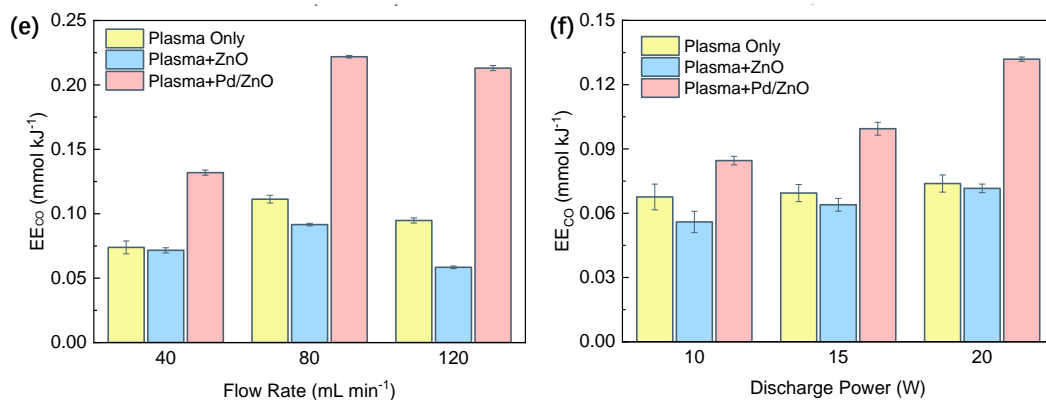 (e)
Plasma Only
Plasma+ZnO
Plasma+Pd/ZnO
EE_CO (mmol kJ⁻¹)
0.25
0.20
0.15
0.10
0.05
0.00
40 80 120
Flow Rate (mL min⁻¹)
(f)
Plasma Only
Plasma+ZnO
Plasma+Pd/ZnO
EE_CO (mmol kJ⁻¹)
0.15
0.12
0.09
0.06
0.03
0.00
10 15 20
Discharge Power (W)